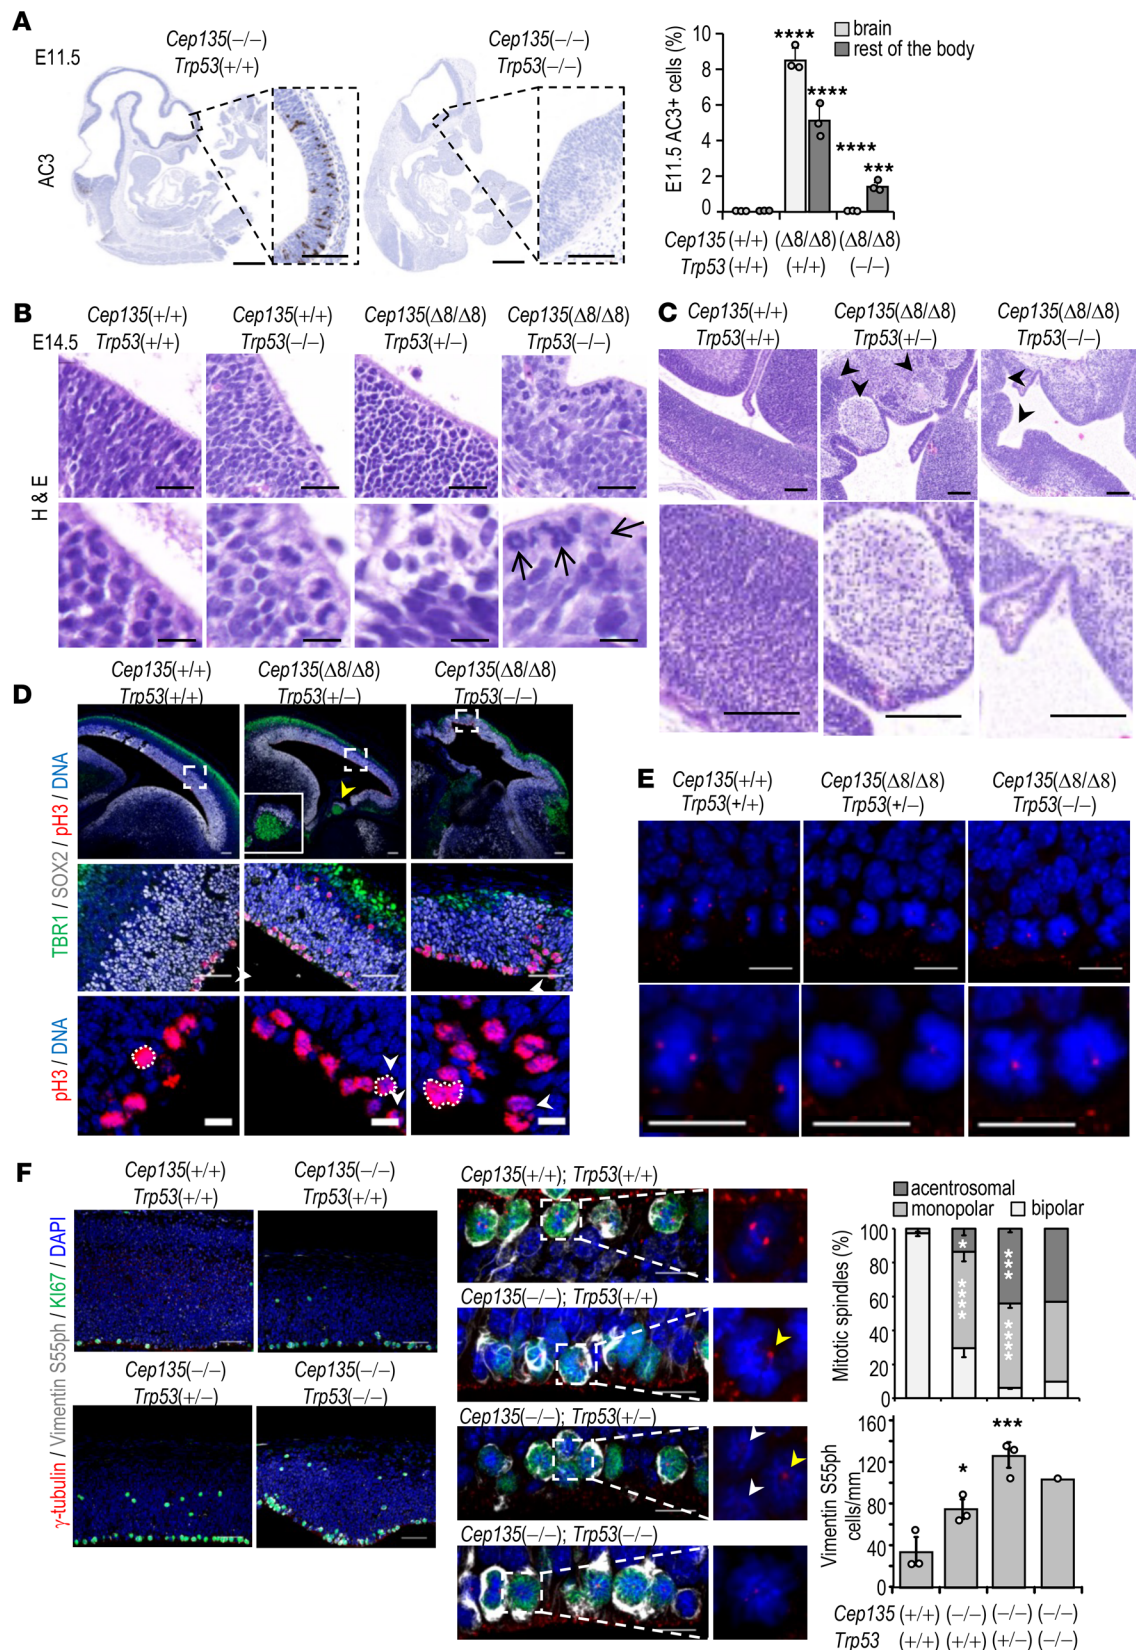 A
E11.5
Cep135(−/−)
Trp53(+/+)
Cep135(−/−)
Trp53(−/−)
AC3
E11.5 AC3+ cells (%)
10
8
6
4
2
0
brain
rest of the body
****
****
****
***
Cep135 (+/+) (Δ8/Δ8) (Δ8/Δ8)
Trp53 (+/+) (+/+) (−/−)
B
E14.5
Cep135(+/+)
Trp53(+/+)
Cep135(+/+)
Trp53(−/−)
Cep135(Δ8/Δ8)
Trp53(+/−)
Cep135(Δ8/Δ8)
Trp53(−/−)
H & E
C
Cep135(+/+)
Trp53(+/+)
Cep135(Δ8/Δ8)
Trp53(+/−)
Cep135(Δ8/Δ8)
Trp53(−/−)
D
Cep135(+/+)
Trp53(+/+)
Cep135(Δ8/Δ8)
Trp53(+/−)
Cep135(Δ8/Δ8)
Trp53(−/−)
TBR1 / SOX2 / pH3 / DNA
pH3 / DNA
E
Cep135(+/+)
Trp53(+/+)
Cep135(Δ8/Δ8)
Trp53(+/−)
Cep135(Δ8/Δ8)
Trp53(−/−)
F
γ-tubulin / Vimentin S55ph / KI67 / DAPI
Cep135(+/+)
Trp53(+/+)
Cep135(−/−)
Trp53(+/+)
Cep135(−/−)
Trp53(+/−)
Cep135(−/−)
Trp53(−/−)
Cep135(+/+); Trp53(+/+)
Cep135(−/−); Trp53(+/+)
Cep135(−/−); Trp53(+/−)
Cep135(−/−); Trp53(−/−)
acentrosomal
monopolar
bipolar
Mitotic spindles (%)
100
80
60
40
20
0
*
****
***
****
Vimentin S55ph
cells/mm
160
120
80
40
0
*
***
Cep135 (+/+) (−/−) (−/−) (−/−)
Trp53 (+/+) (+/+) (+/−) (−/−)